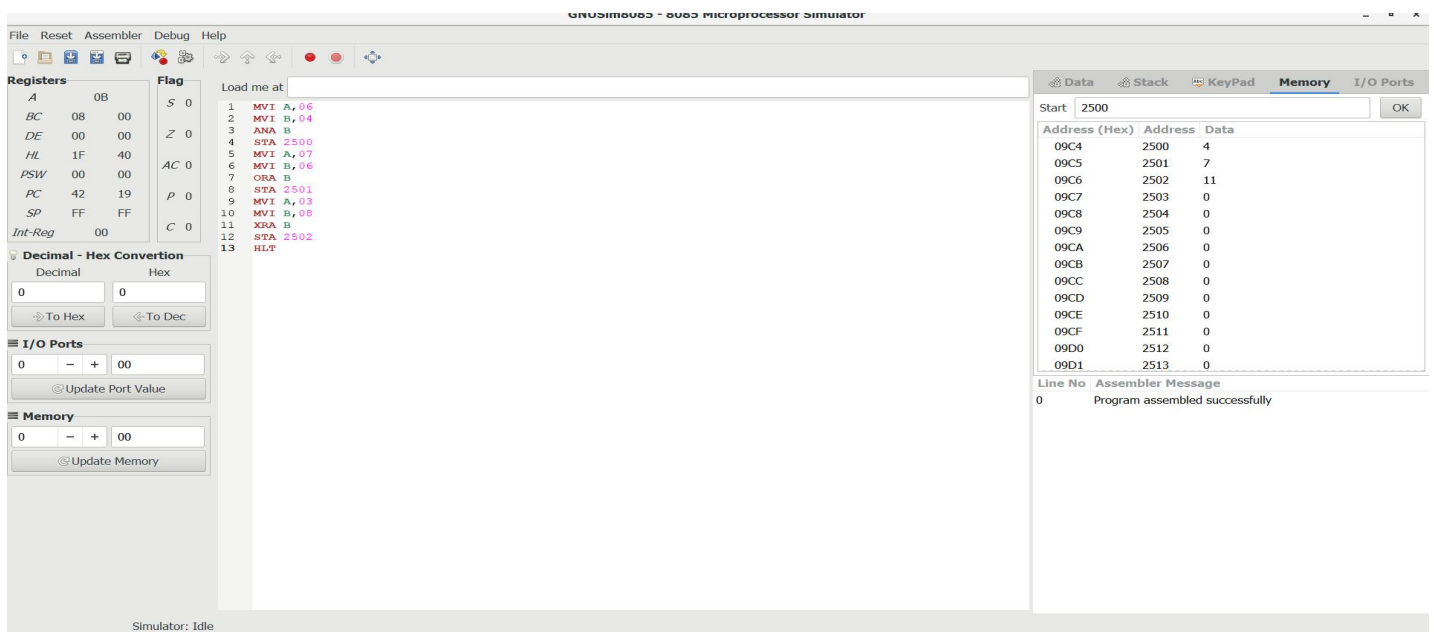 GNUSim8085 - 8085 Microprocessor Simulator
File Reset Assembler Debug Help
Registers Flag
A 0B
BC 08 00
DE 00 00
HL 1F 40
PSW 00 00
PC 42 19
SP FF FF
Int-Reg 00
S 0
Z 0
AC 0
P 0
C 0
Decimal - Hex Convertion
Decimal Hex
0 0
To Hex To Dec
I/O Ports
0 - + 00
Update Port Value
Memory
0 - + 00
Update Memory
Load me at
1 MVI A,06
2 MVI B,04
3 ANA B
4 STA 2500
5 MVI A,07
6 MVI B,06
7 ORA B
8 STA 2501
9 MVI A,03
10 MVI B,08
11 XRA B
12 STA 2502
13 HLT
Data Stack KeyPad Memory I/O Ports
Start 2500 OK
Address (Hex) Address Data
09C4 2500 4
09C5 2501 7
09C6 2502 11
09C7 2503 0
09C8 2504 0
09C9 2505 0
09CA 2506 0
09CB 2507 0
09CC 2508 0
09CD 2509 0
09CE 2510 0
09CF 2511 0
09D0 2512 0
09D1 2513 0
Line No Assembler Message
0 Program assembled successfully
Simulator: Idle